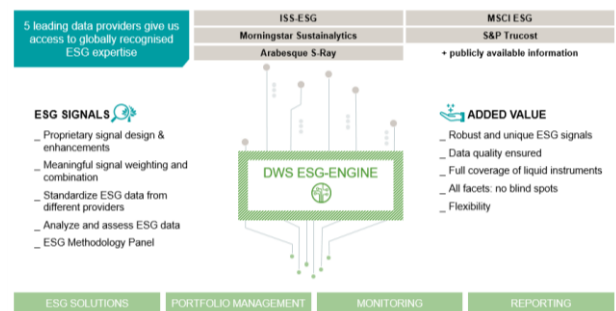 5 leading data providers give us
access to globally recognised
ESG expertise
ISS-ESG
MSCI ESG
Morningstar Sustainalytics
S&P Trucost
Arabesque S-Ray
+ publicly available information
ESG SIGNALS
_ Proprietary signal design &
enhancements
_ Meaningful signal weighting and
combination
_ Standardize ESG data from
different providers
_ Analyze and assess ESG data
_ ESG Methodology Panel
DWS ESG-ENGINE
ADDED VALUE
_ Robust and unique ESG signals
_ Data quality ensured
_ Full coverage of liquid instruments
_ All facets: no blind spots
_ Flexibility
ESG SOLUTIONS
PORTFOLIO MANAGEMENT
MONITORING
REPORTING